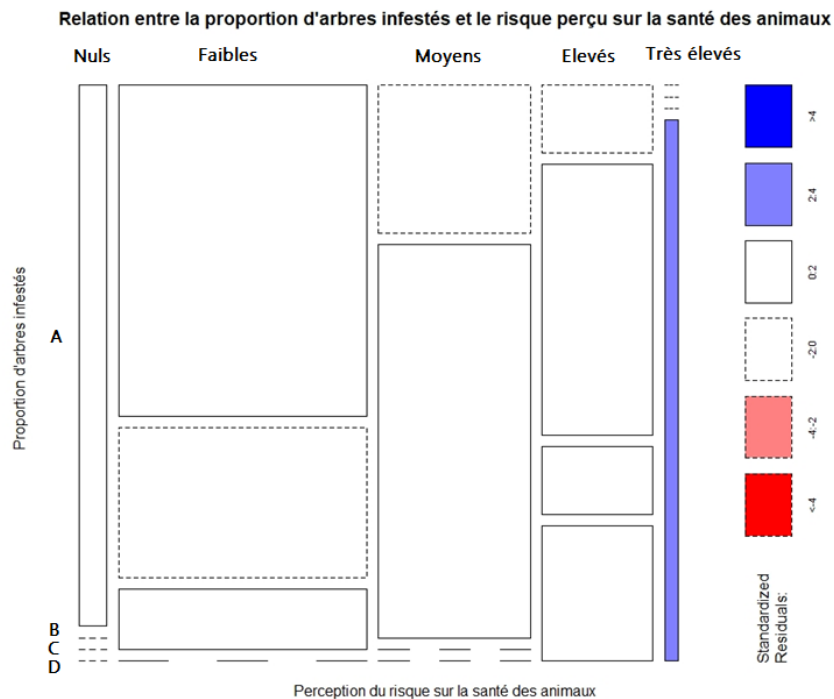 Relation entre la proportion d'arbres infestés et le risque perçu sur la santé des animaux
Nuls Faibles Moyens Elevés Très élevés
Proportion d'arbres infestés
A
B
C
D
>4
2:4
0:2
-2:0
-4:-2
<-4
Standardized
Residuals:
Perception du risque sur la santé des animaux